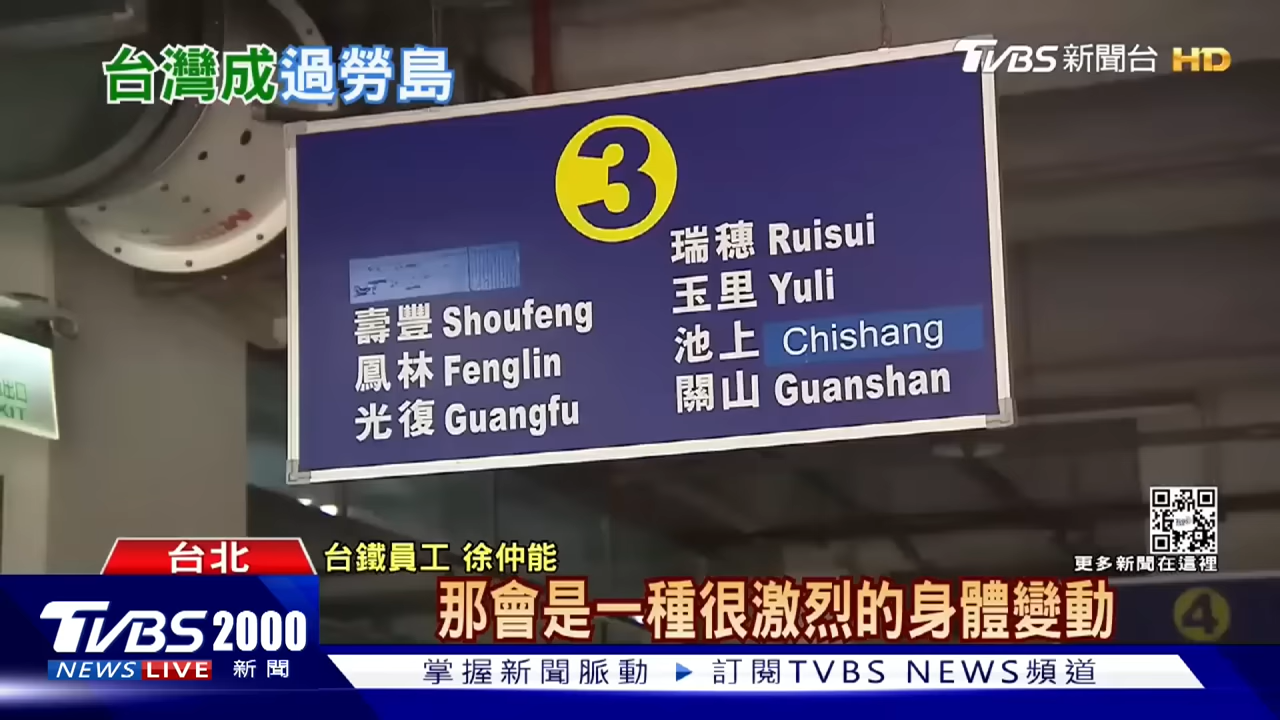 台灣成過勞島
TVBS新聞台 HD
3
壽豐 Shoufeng
鳳林 Fenglin
光復 Guangfu
瑞穗 Ruisui
玉里 Yuli
池上 Chishang
關山 Guanshan
出口
XIT
更多新聞在這裡
台北
台鐵員工 徐仲能
那會是一種很激烈的身體變動
4
TVBS 2000
NEWS LIVE 新聞
掌握新聞脈動 ▶ 訂閱TVBS NEWS頻道